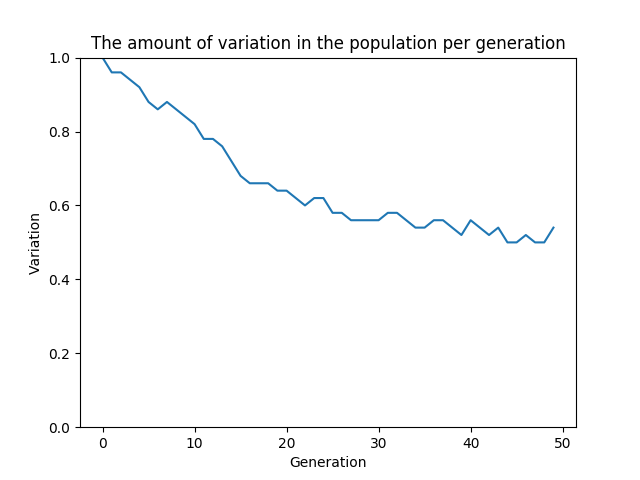 The amount of variation in the population per generation
1.0
0.8
0.6
0.4
0.2
0.0
Variation
0 10 20 30 40 50
Generation